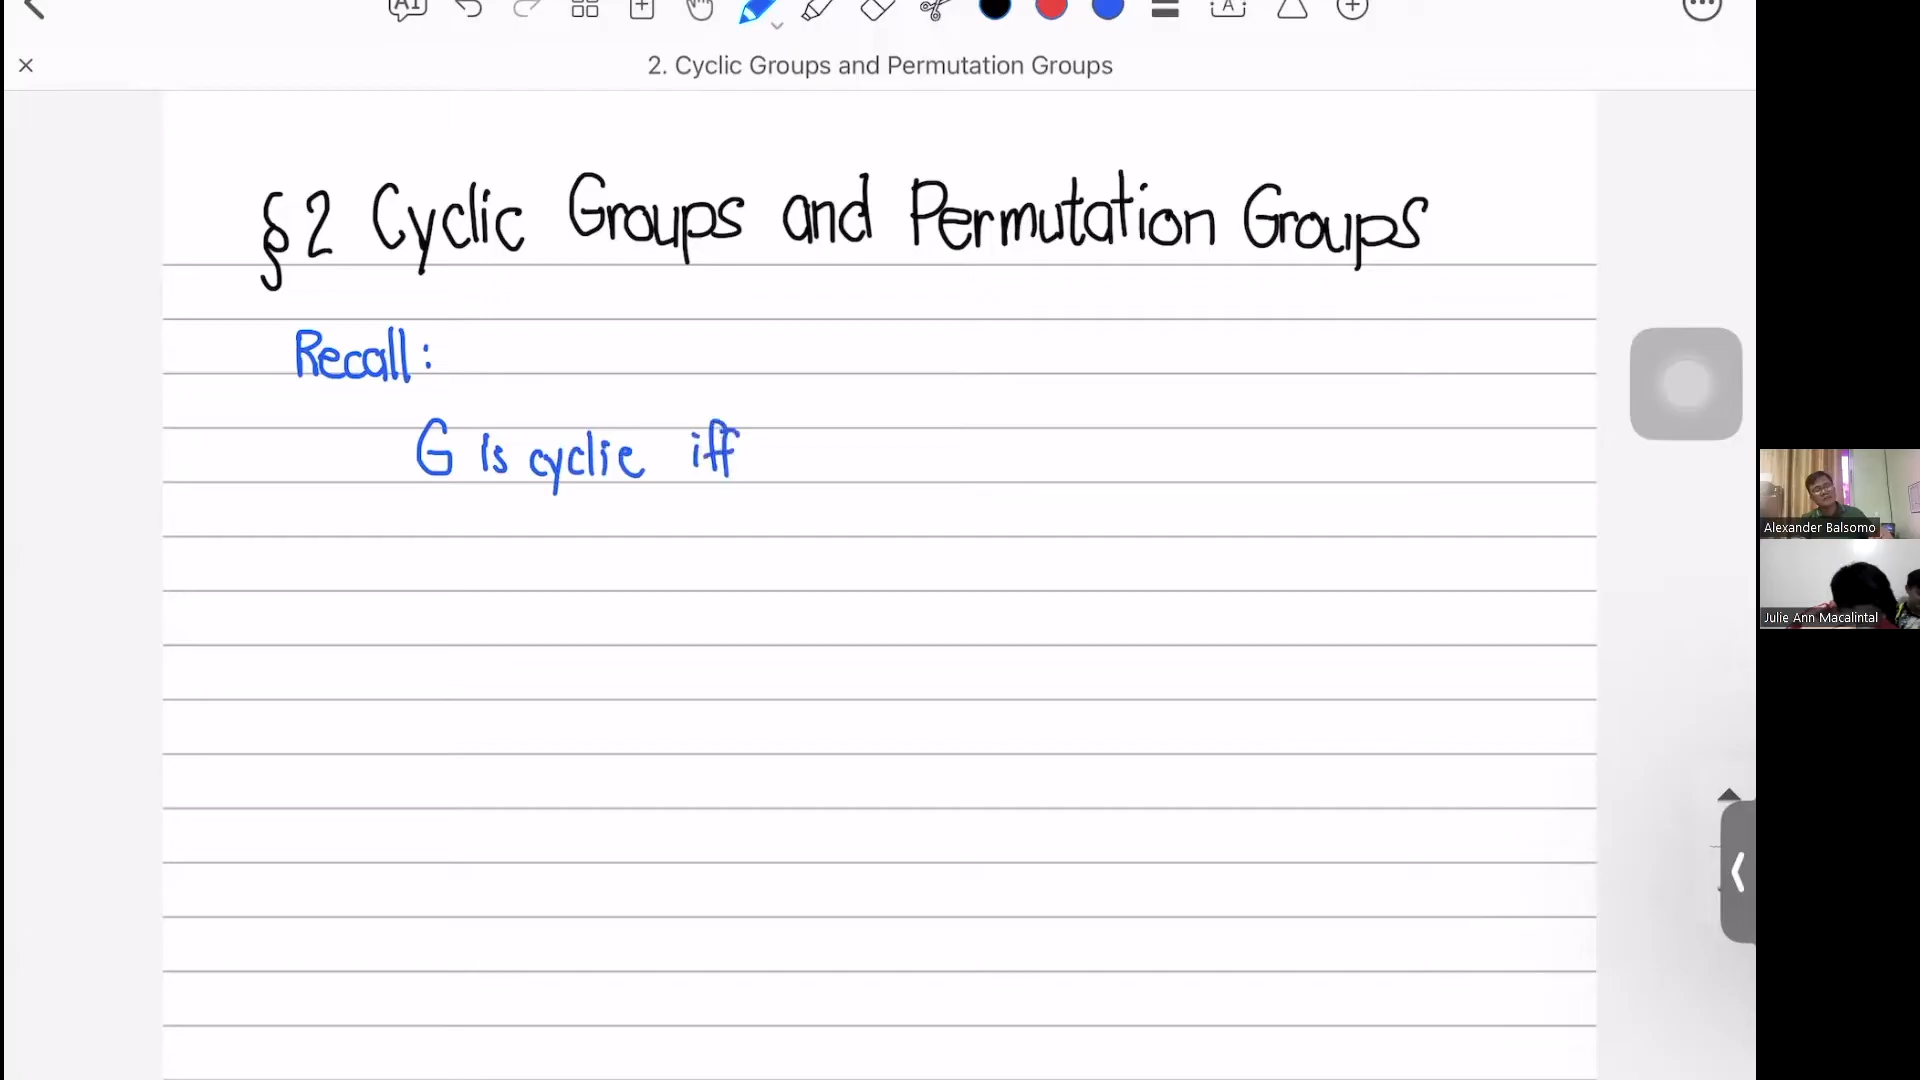 2. Cyclic Groups and Permutation Groups
§2 Cyclic Groups and Permutation Groups
Recall:
G is cyclic iff
Alexander Balsomo
Julie Ann Macalintal